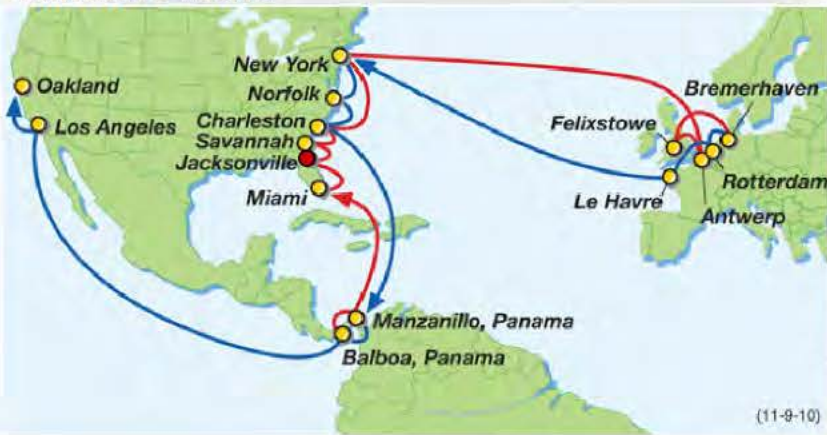 New York
Bremerhaven
Oakland
Norfolk
Felixstowe
Charleston
Los Angeles
Savannah
Jacksonville
Rotterdam
Miami
Le Havre
Antwerp
Manzanillo, Panama
Balboa, Panama
(11-9-10)